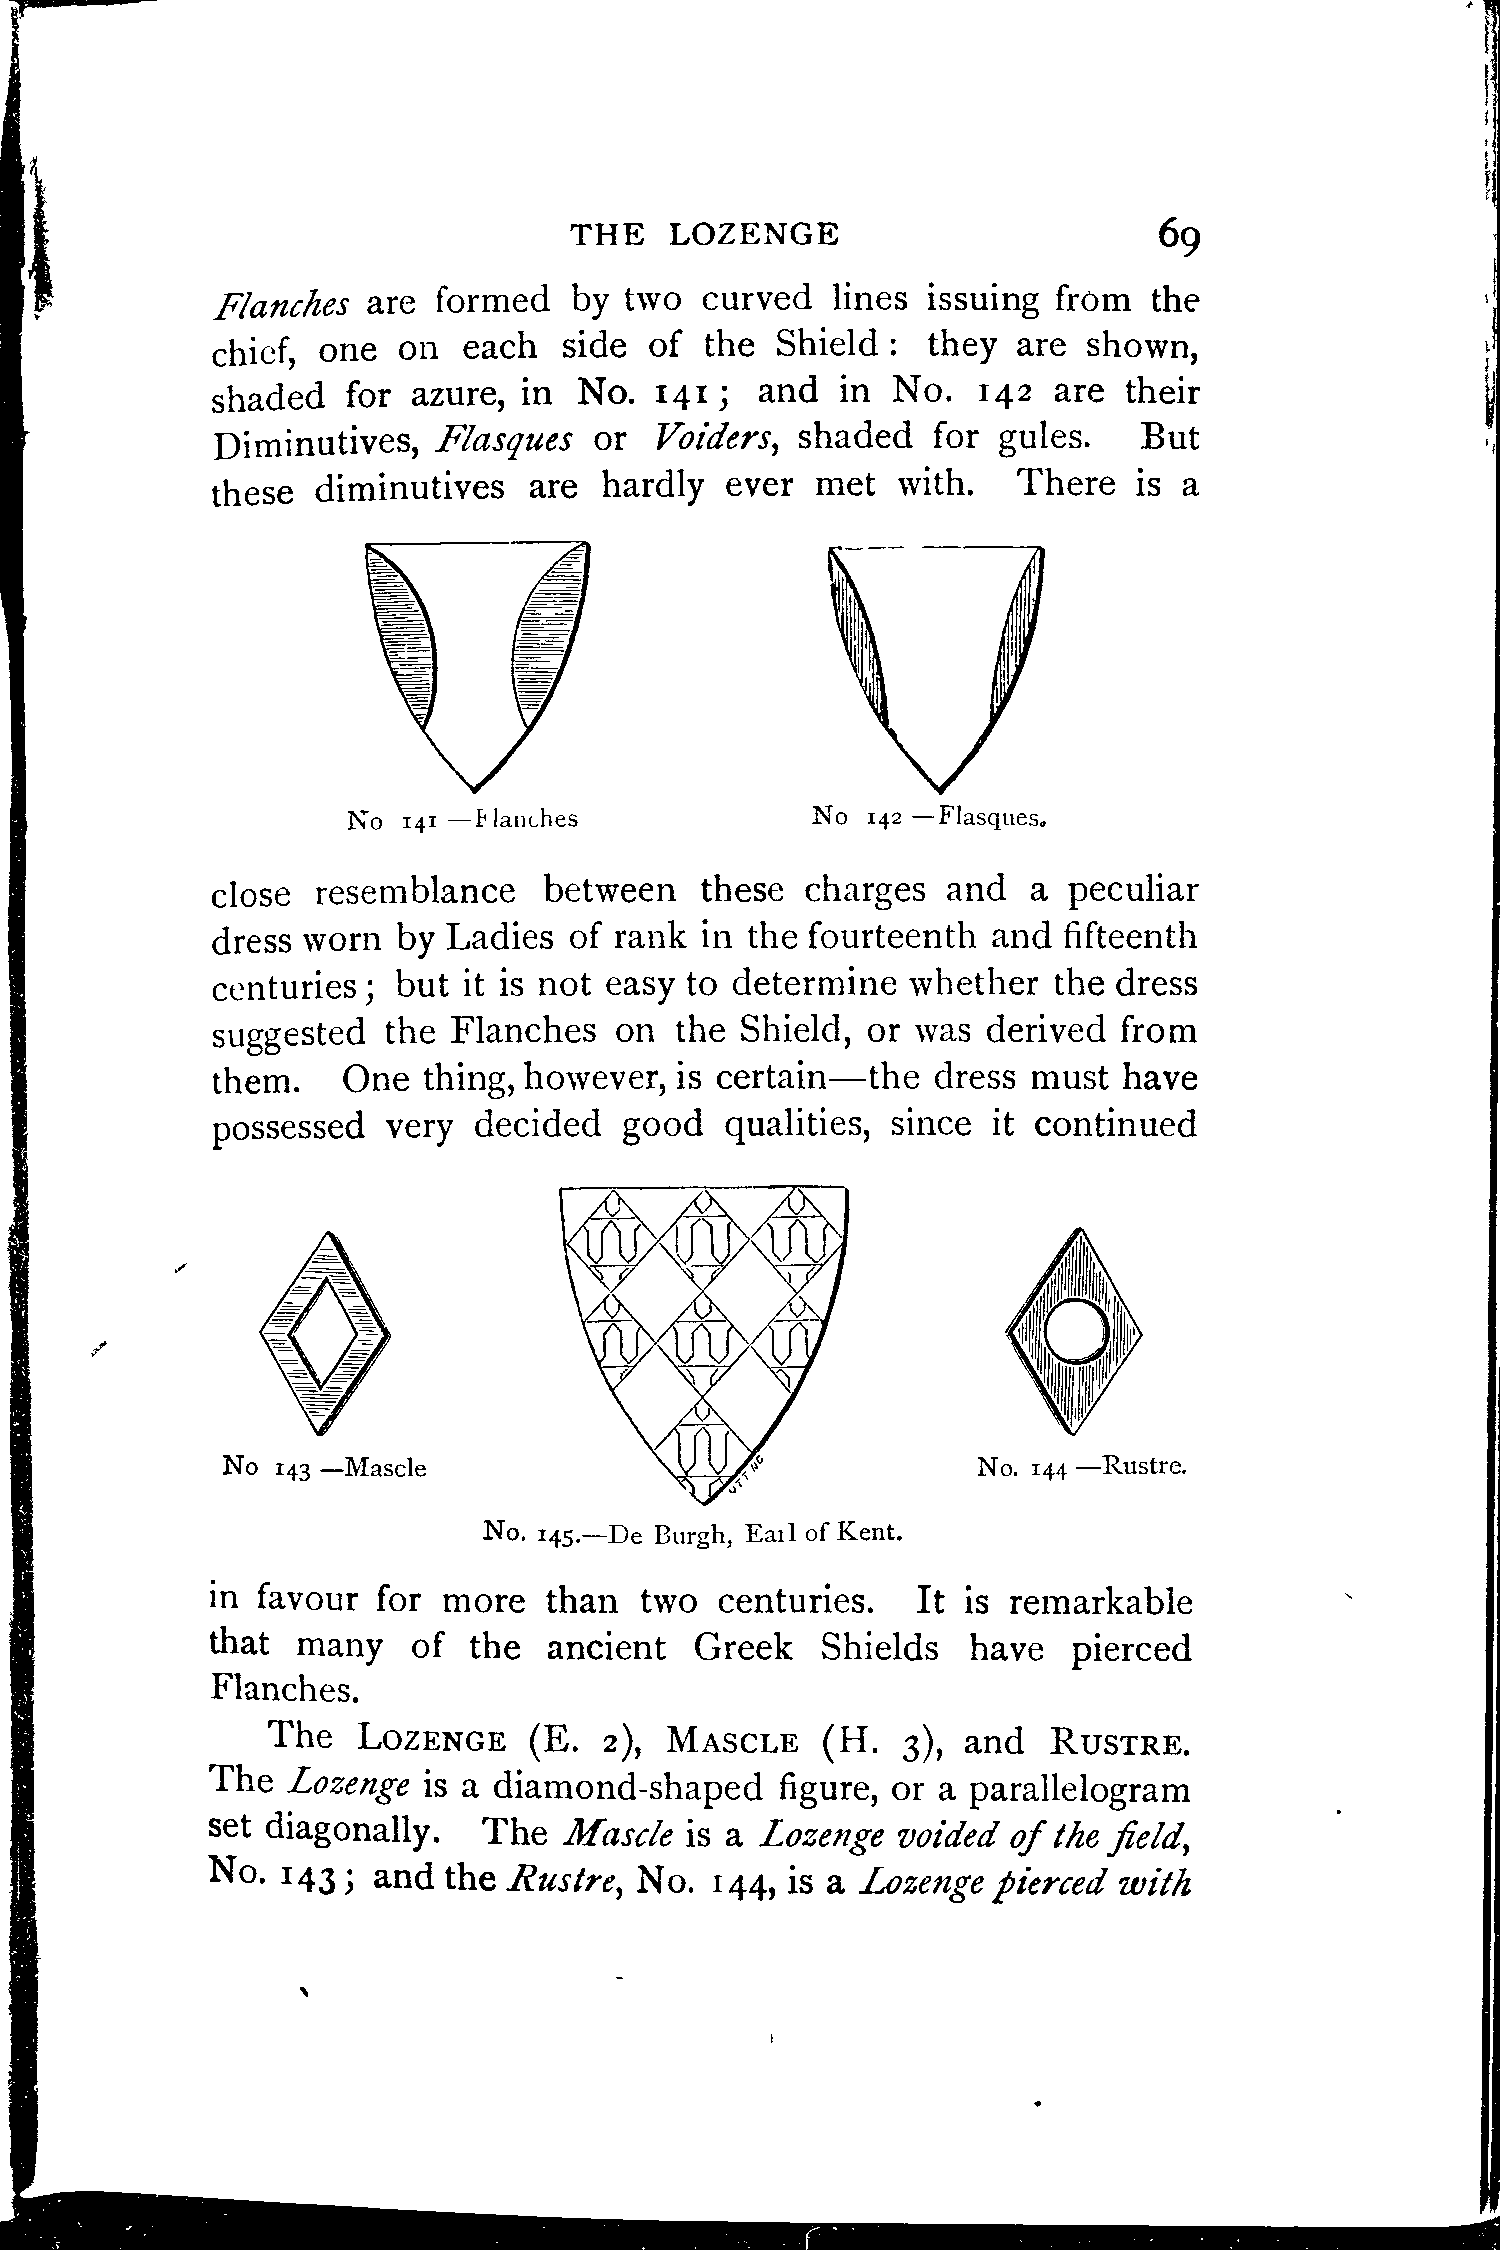 THE LOZENGE 69
Flanches are formed by two curved lines issuing from the
chief, one on each side of the Shield : they are shown,
shaded for azure, in No. 141 ; and in No. 142 are their
Diminutives, Flasques or Voiders, shaded for gules. But
these diminutives are hardly ever met with. There is a
No 141 —Flanches
No 142 —Flasques.
close resemblance between these charges and a peculiar
dress worn by Ladies of rank in the fourteenth and fifteenth
centuries ; but it is not easy to determine whether the dress
suggested the Flanches on the Shield, or was derived from
them. One thing, however, is certain—the dress must have
possessed very decided good qualities, since it continued
No 143 —Mascle
No. 144 —Rustre.
No. 145.—De Burgh, Earl of Kent.
in favour for more than two centuries. It is remarkable
that many of the ancient Greek Shields have pierced
Flanches.
The LOZENGE (E. 2), MASCLE (H. 3), and RUSTRE.
The Lozenge is a diamond-shaped figure, or a parallelogram
set diagonally. The Mascle is a Lozenge voided of the field,
No. 143 ; and the Rustre, No. 144, is a Lozenge pierced with